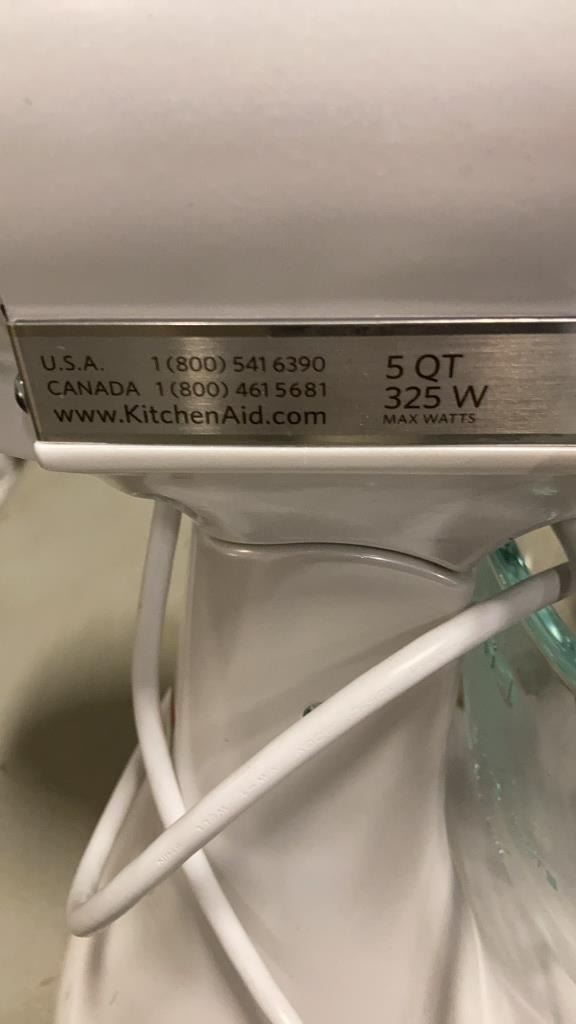 U.S.A. 1 (800) 541 6390
CANADA 1 (800) 461 5681
www.KitchenAid.com
5 QT
325 W
MAX WATTS